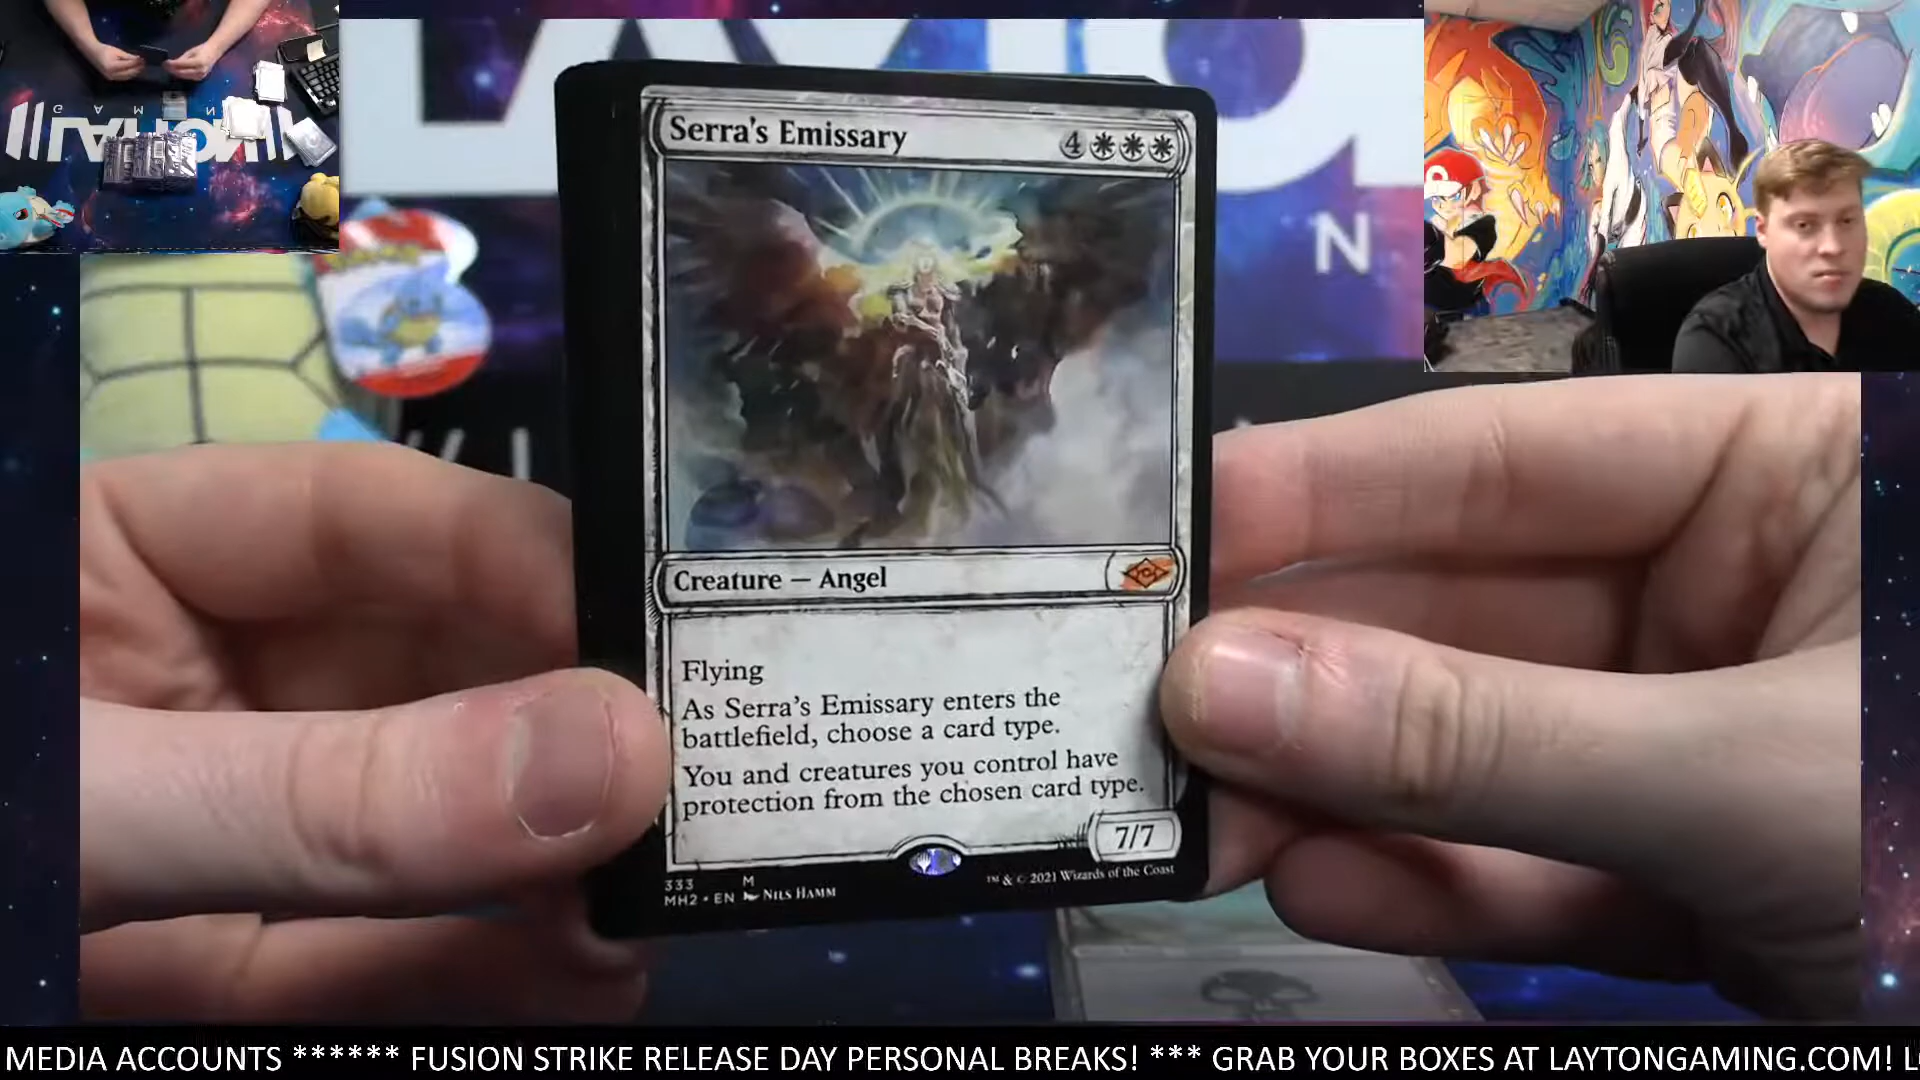 Serra's Emissary
4
N
Creature — Angel
Flying
As Serra's Emissary enters the
battlefield, choose a card type.
You and creatures you control have
protection from the chosen card type.
7/7
333 M
MH2 • EN NILS HAMM
™ & © 2021 Wizards of the Coast
MEDIA ACCOUNTS ****** FUSION STRIKE RELEASE DAY PERSONAL BREAKS! *** GRAB YOUR BOXES AT LAYTONGAMING.COM! L